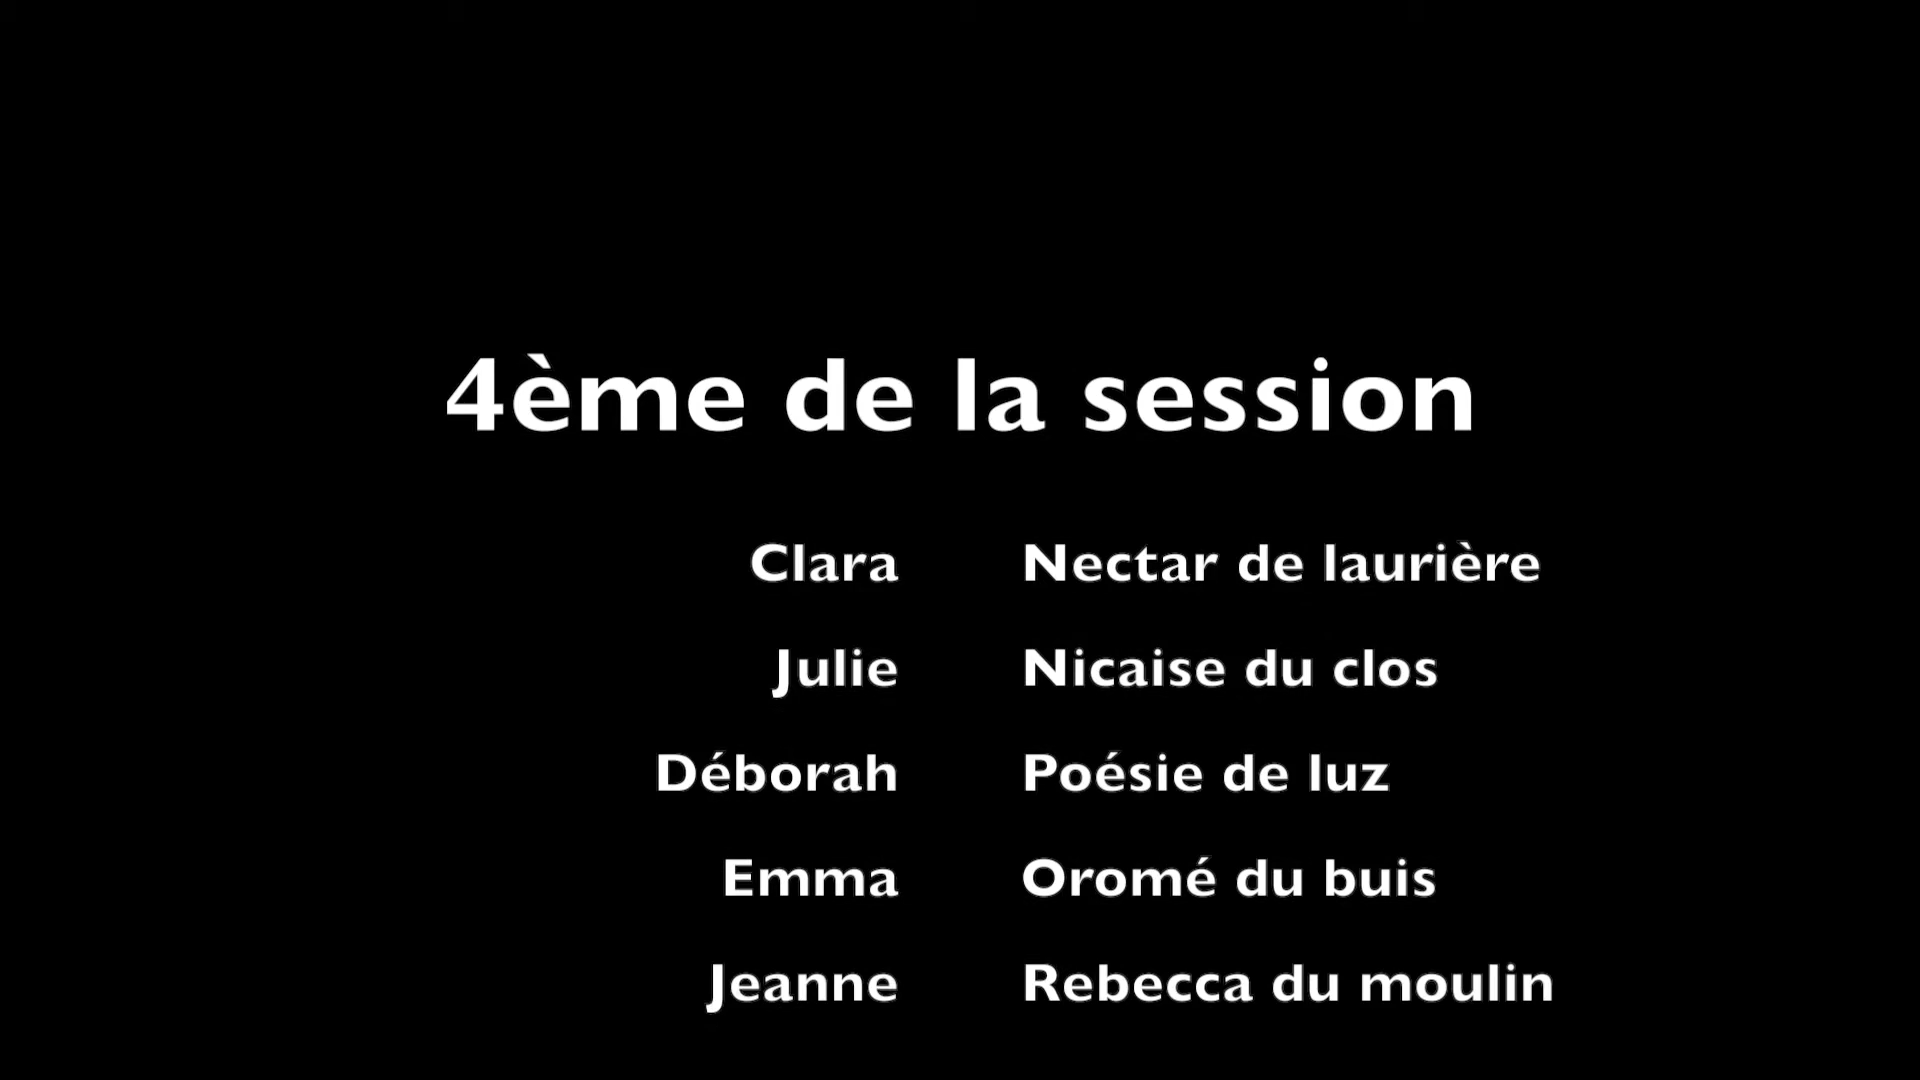 4ème de la session
Clara Nectar de laurière
Julie Nicaise du clos
Déborah Poésie de luz
Emma Oromé du buis
Jeanne Rebecca du moulin